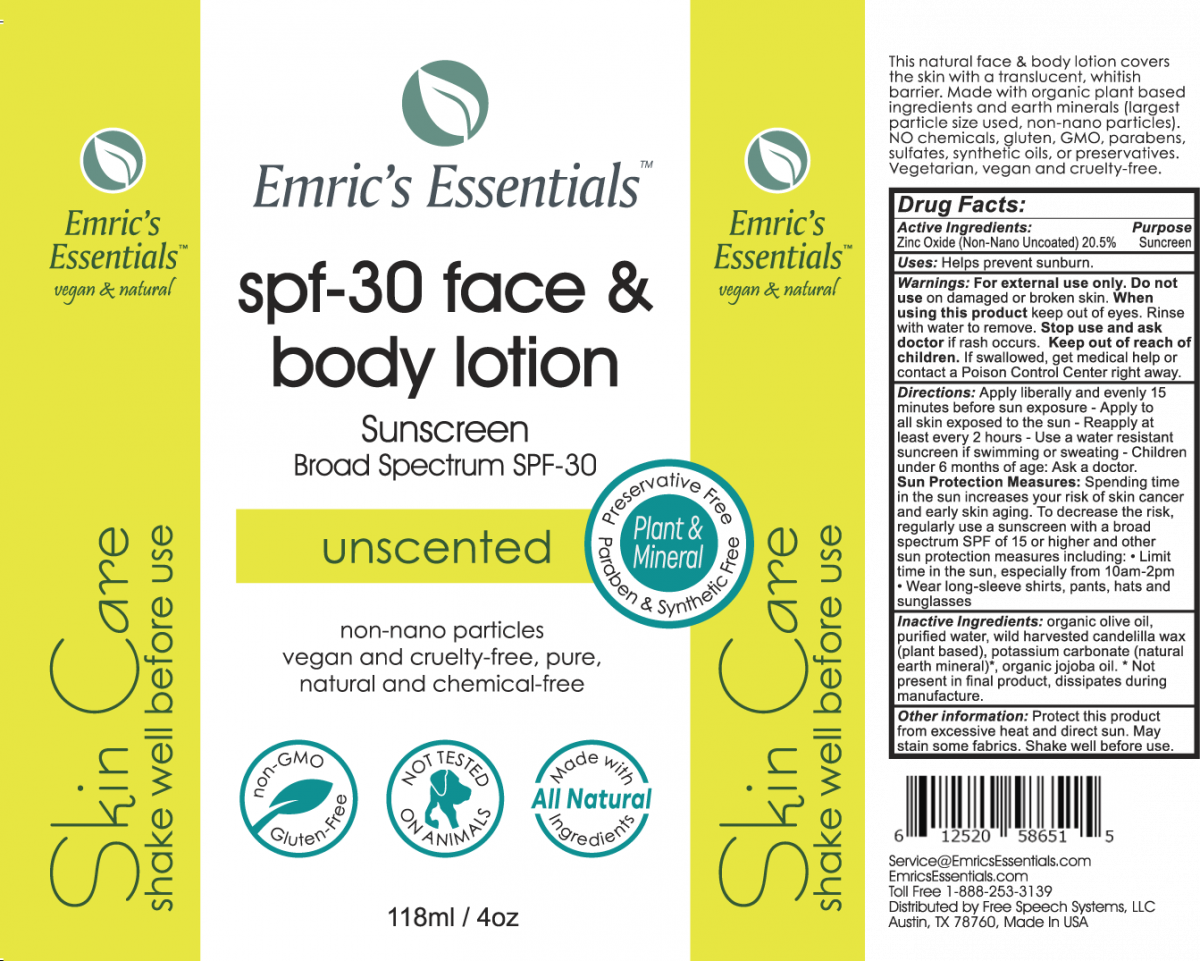 Emric's
Essentials™
vegan & natural
Skin Care
shake well before use
Emric's Essentials™
spf-30 face &
body lotion
Sunscreen
Broad Spectrum SPF-30
unscented
Preservative Free
Plant &
Mineral
Paraben & Synthetic Free
non-nano particles
vegan and cruelty-free, pure,
natural and chemical-free
non-GMO
Gluten-Free
NOT TESTED
ON ANIMALS
Made with
All Natural
Ingredients
118ml / 4oz
Emric's
Essentials™
vegan & natural
Skin Care
shake well before use
This natural face & body lotion covers
the skin with a translucent, whitish
barrier. Made with organic plant based
ingredients and earth minerals (largest
particle size used, non-nano particles).
NO chemicals, gluten, GMO, parabens,
sulfates, synthetic oils, or preservatives.
Vegetarian, vegan and cruelty-free.
Drug Facts:
Active Ingredients: Purpose
Zinc Oxide (Non-Nano Uncoated) 20.5% Suncreen
Uses: Helps prevent sunburn.
Warnings: For external use only. Do not
use on damaged or broken skin. When
using this product keep out of eyes. Rinse
with water to remove. Stop use and ask
doctor if rash occurs. Keep out of reach of
children. If swallowed, get medical help or
contact a Poison Control Center right away.
Directions: Apply liberally and evenly 15
minutes before sun exposure - Apply to
all skin exposed to the sun - Reapply at
least every 2 hours - Use a water resistant
suncreen if swimming or sweating - Children
under 6 months of age: Ask a doctor.
Sun Protection Measures: Spending time
in the sun increases your risk of skin cancer
and early skin aging. To decrease the risk,
regularly use a sunscreen with a broad
spectrum SPF of 15 or higher and other
sun protection measures including: • Limit
time in the sun, especially from 10am-2pm
• Wear long-sleeve shirts, pants, hats and
sunglasses
Inactive Ingredients: organic olive oil,
purified water, wild harvested candelilla wax
(plant based), potassium carbonate (natural
earth mineral)*, organic jojoba oil. * Not
present in final product, dissipates during
manufacture.
Other information: Protect this product
from excessive heat and direct sun. May
stain some fabrics. Shake well before use.
6 12520 58651 5
Service@EmricsEssentials.com
EmricsEssentials.com
Toll Free 1-888-253-3139
Distributed by Free Speech Systems, LLC
Austin, TX 78760, Made In USA